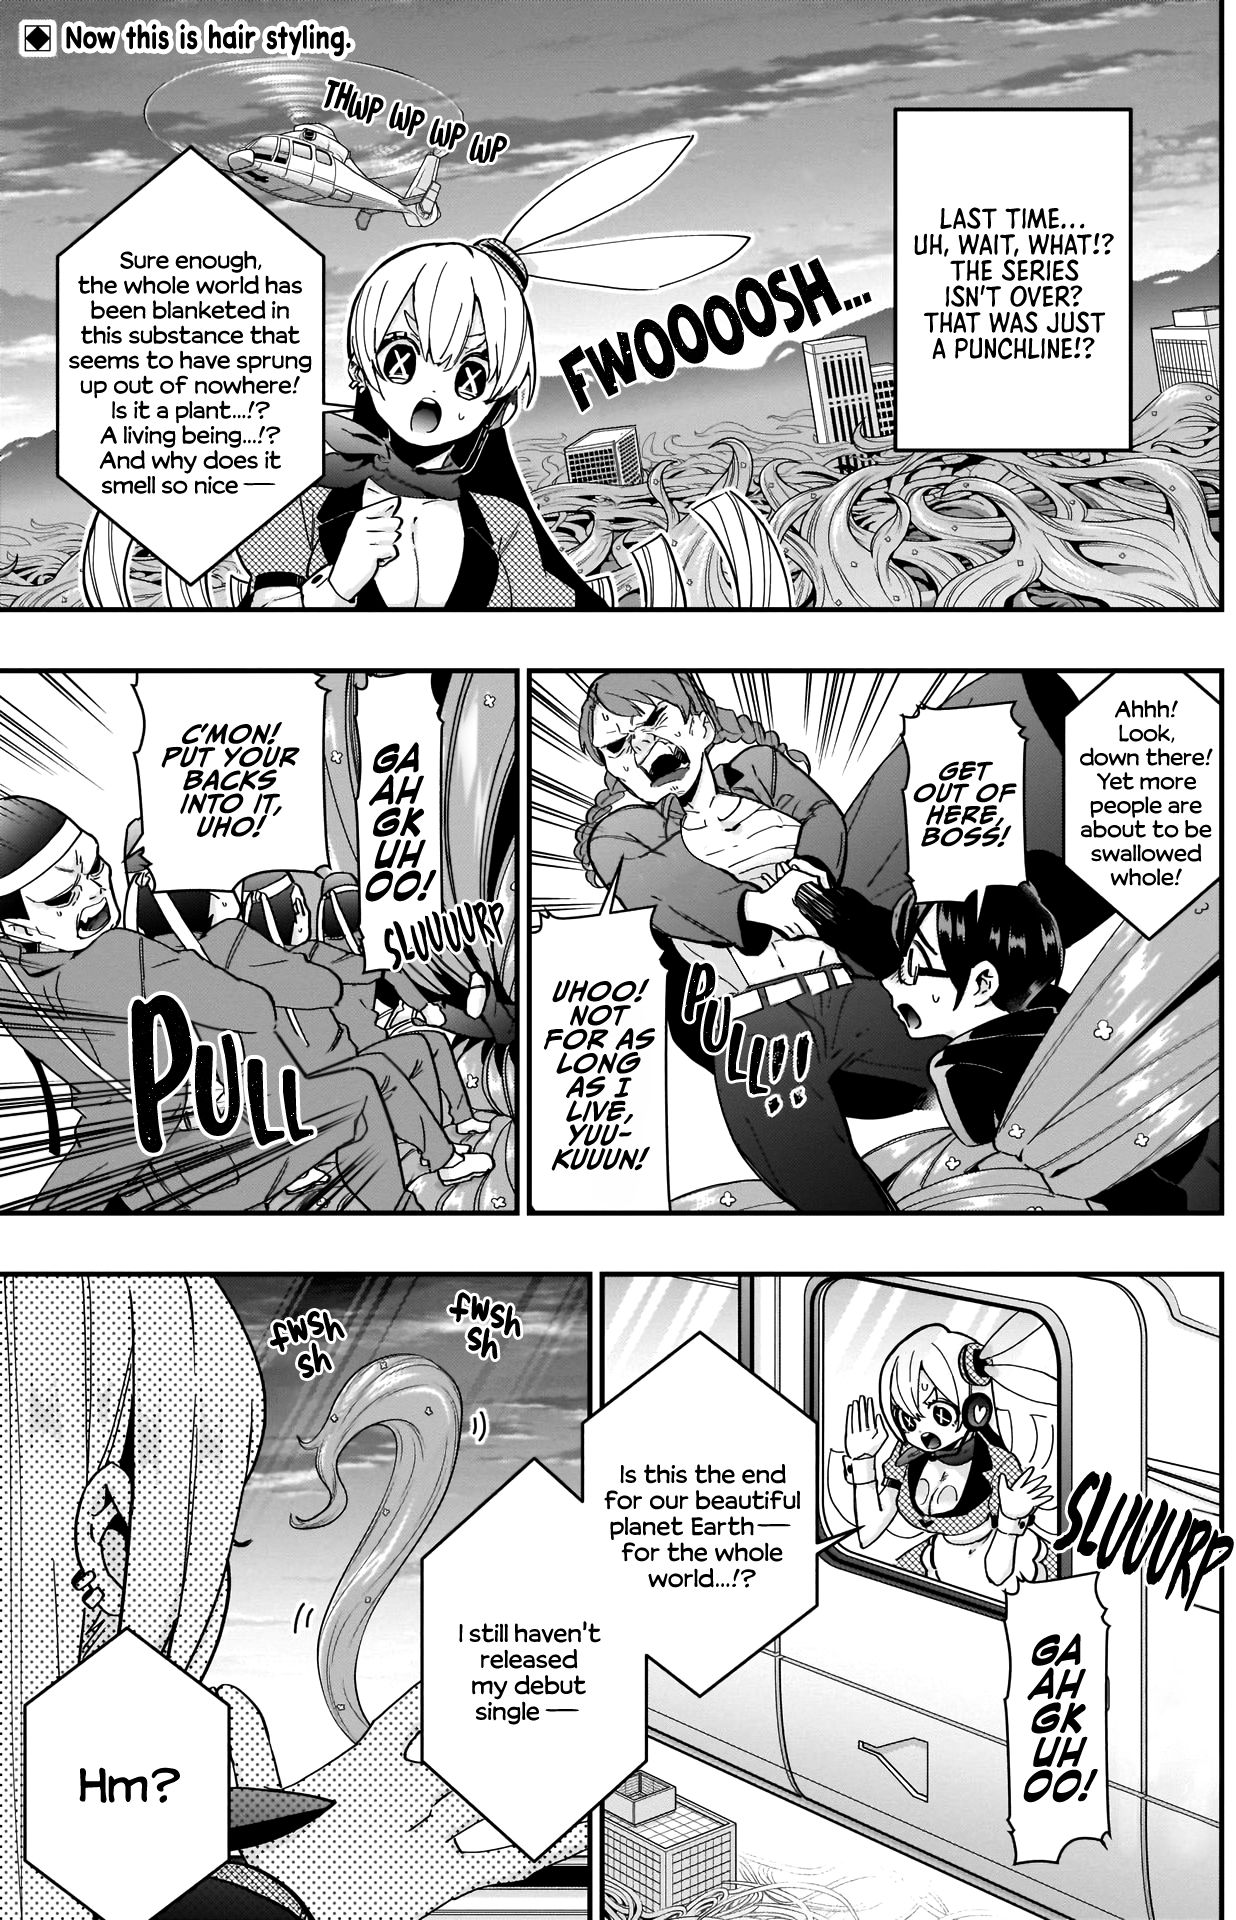 Now this is hair styling.
THWP WP WP WP
LAST TIME...
UH, WAIT, WHAT!?
THE SERIES
ISN'T OVER?
THAT WAS JUST
A PUNCHLINE!?
FWOOOOSH...
Sure enough,
the whole world has
been blanketed in
this substance that
seems to have sprung
up out of nowhere!
Is it a plant...!?
A living being...!?
And why does it
smell so nice —
Ahhh!
Look,
down there!
Yet more
people are
about to be
swallowed
whole!
GET
OUT OF
HERE,
BOSS!
PULL!!
UHOO!
NOT
FOR AS
LONG
AS I
LIVE,
YUU-
KUUUN!
GA
AH
GK
UH
OO!
SLUUUURP
C'MON!
PUT YOUR
BACKS
INTO IT,
UHO!
PULL
SLUUUURP
GA
AH
GK
UH
OO!
Is this the end
for our beautiful
planet Earth —
for the whole
world...!?
I still haven't
released
my debut
single —
fwsh
sh
fwsh
sh
Hm?